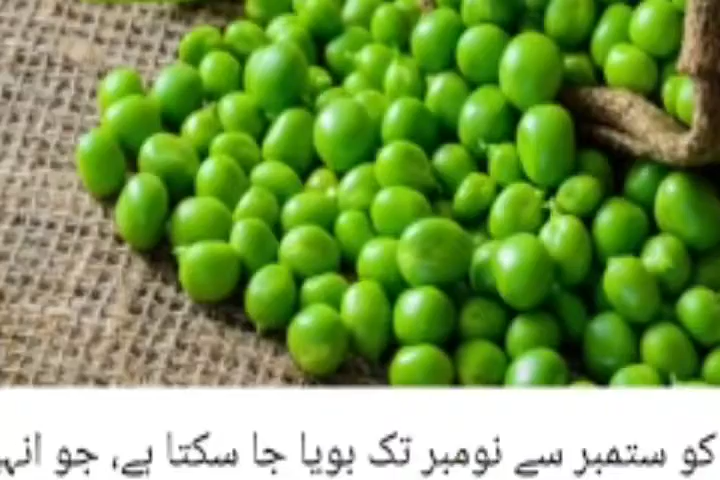 کو ستمبر سے نومبر تک بویا جا سکتا ہے، جو